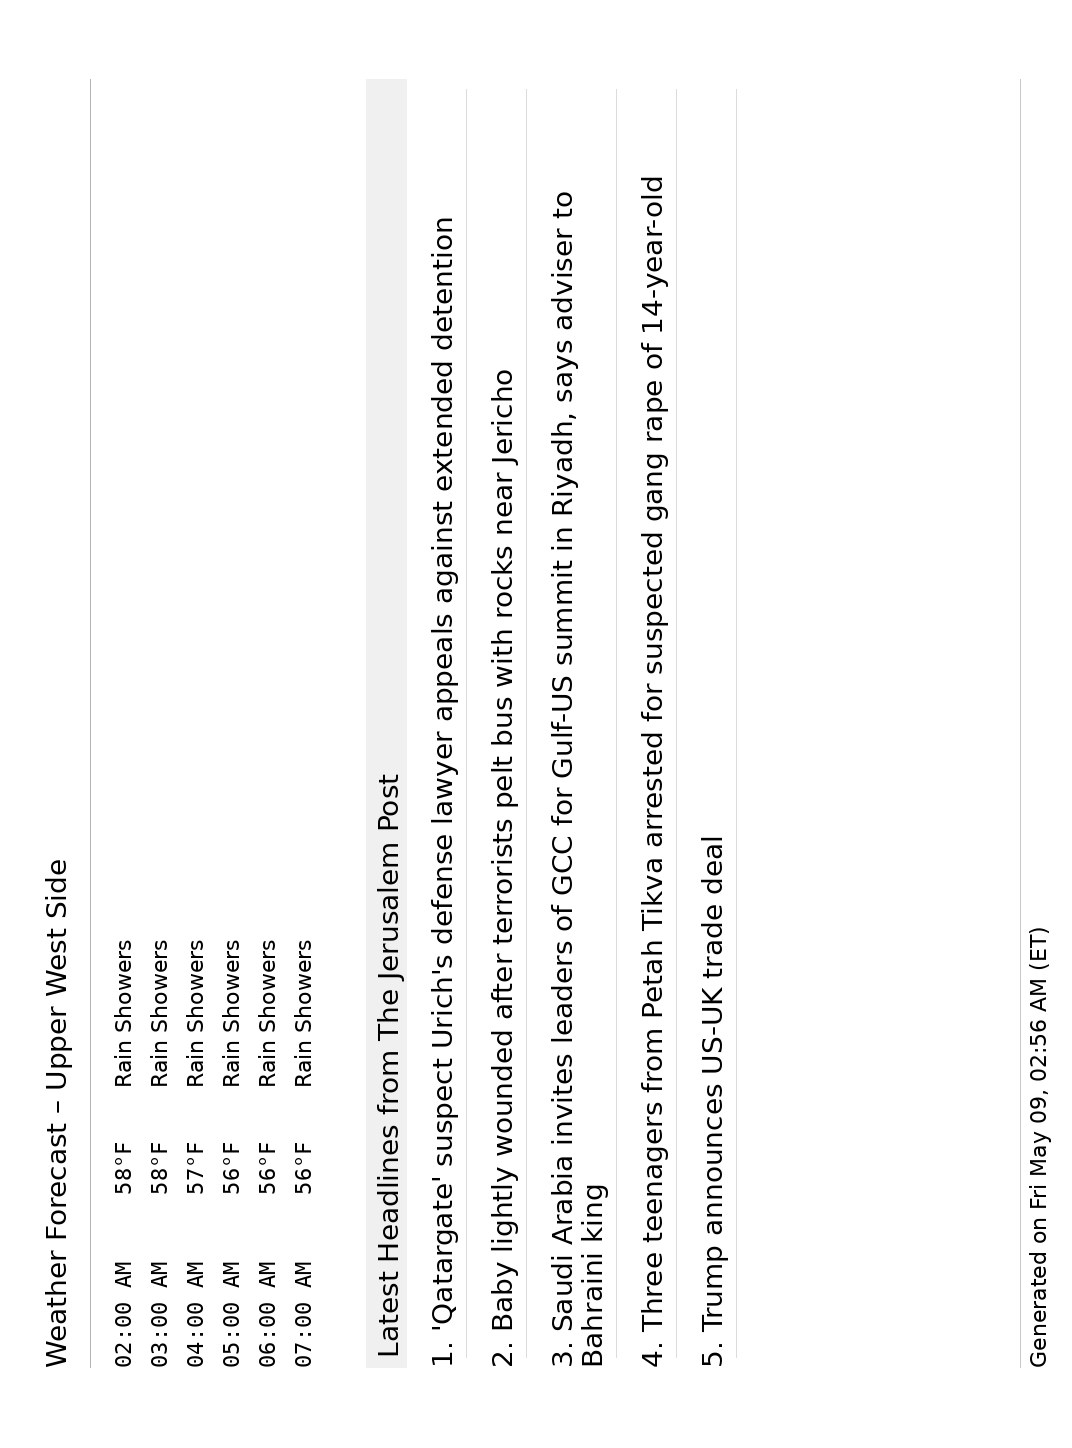 Weather Forecast – Upper West Side
02:00 AM 58°F Rain Showers
03:00 AM 58°F Rain Showers
04:00 AM 57°F Rain Showers
05:00 AM 56°F Rain Showers
06:00 AM 56°F Rain Showers
07:00 AM 56°F Rain Showers
Latest Headlines from The Jerusalem Post
1. 'Qatargate' suspect Urich's defense lawyer appeals against extended detention
2. Baby lightly wounded after terrorists pelt bus with rocks near Jericho
3. Saudi Arabia invites leaders of GCC for Gulf-US summit in Riyadh, says adviser to
Bahraini king
4. Three teenagers from Petah Tikva arrested for suspected gang rape of 14-year-old
5. Trump announces US-UK trade deal
Generated on Fri May 09, 02:56 AM (ET)